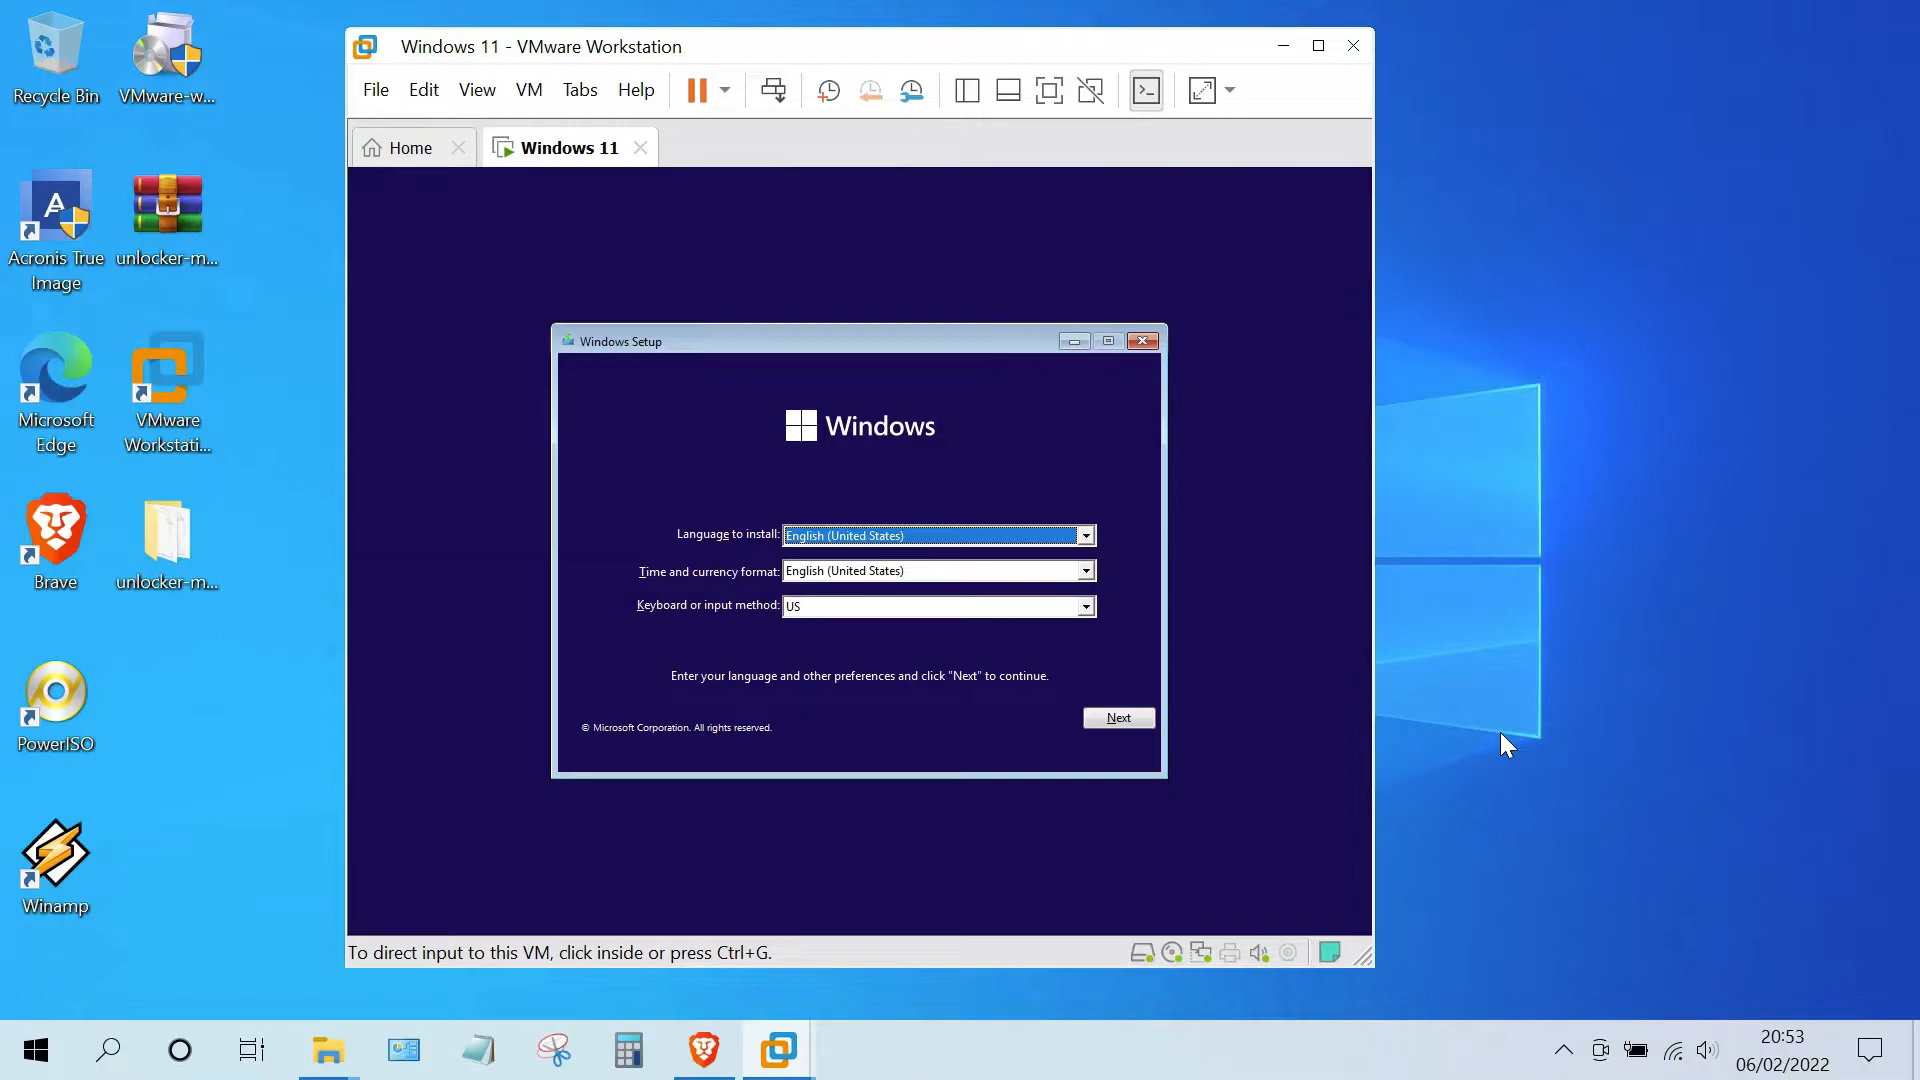 Recycle Bin
VMware-w...
Acronis True
Image
unlocker-m...
Microsoft
Edge
VMware
Workstati...
Brave
unlocker-m...
PowerISO
Winamp
Windows 11 - VMware Workstation
File Edit View VM Tabs Help
Home
Windows 11
Windows Setup
Windows
Language to install: English (United States)
Time and currency format: English (United States)
Keyboard or input method: US
Enter your language and other preferences and click "Next" to continue.
Next
© Microsoft Corporation. All rights reserved.
To direct input to this VM, click inside or press Ctrl+G.
20:53
06/02/2022